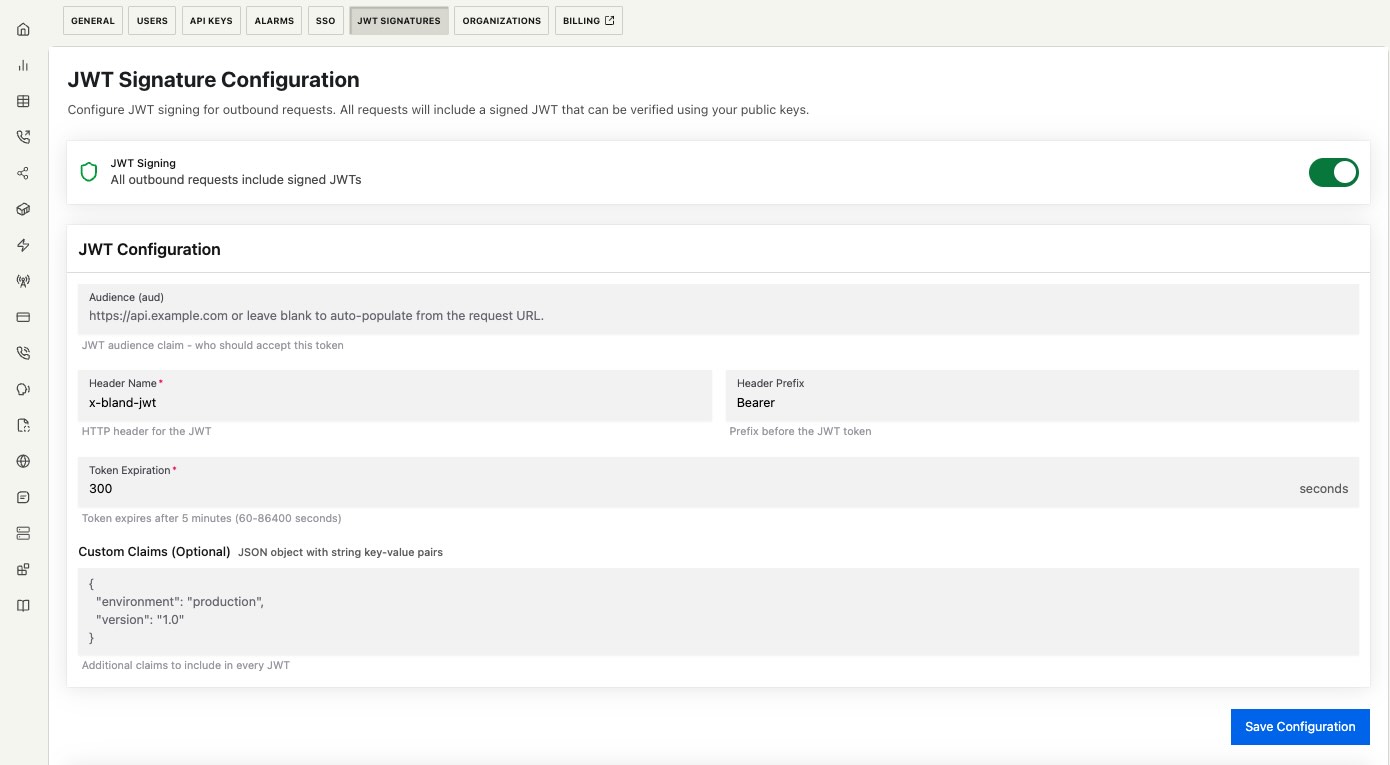 GENERAL
USERS
API KEYS
ALARMS
SSO
JWT SIGNATURES
ORGANIZATIONS
BILLING
JWT Signature Configuration
Configure JWT signing for outbound requests. All requests will include a signed JWT that can be verified using your public keys.
JWT Signing
All outbound requests include signed JWTs
JWT Configuration
Audience (aud)
https://api.example.com or leave blank to auto-populate from the request URL.
JWT audience claim - who should accept this token
Header Name*
x-bland-jwt
HTTP header for the JWT
Header Prefix
Bearer
Prefix before the JWT token
Token Expiration*
300
seconds
Token expires after 5 minutes (60-86400 seconds)
Custom Claims (Optional) JSON object with string key-value pairs
{
"environment": "production",
"version": "1.0"
}
Additional claims to include in every JWT
Save Configuration